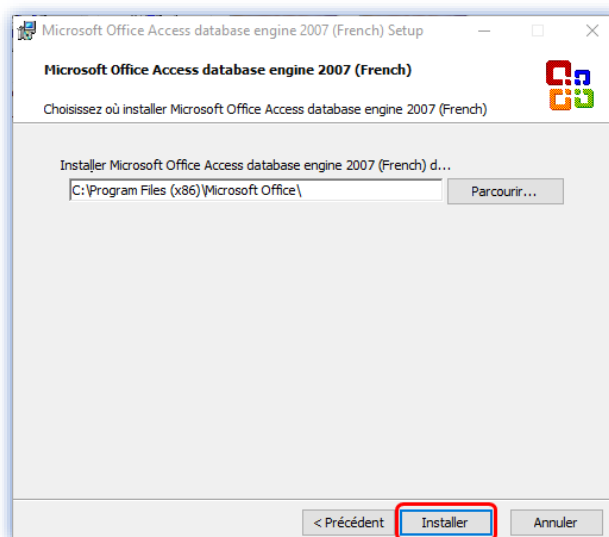 Microsoft Office Access database engine 2007 (French) Setup
Microsoft Office Access database engine 2007 (French)
Choisissez où installer Microsoft Office Access database engine 2007 (French)
Installer Microsoft Office Access database engine 2007 (French) d...
C:\Program Files (x86)\Microsoft Office\
Parcourir...
< Précédent
Installer
Annuler